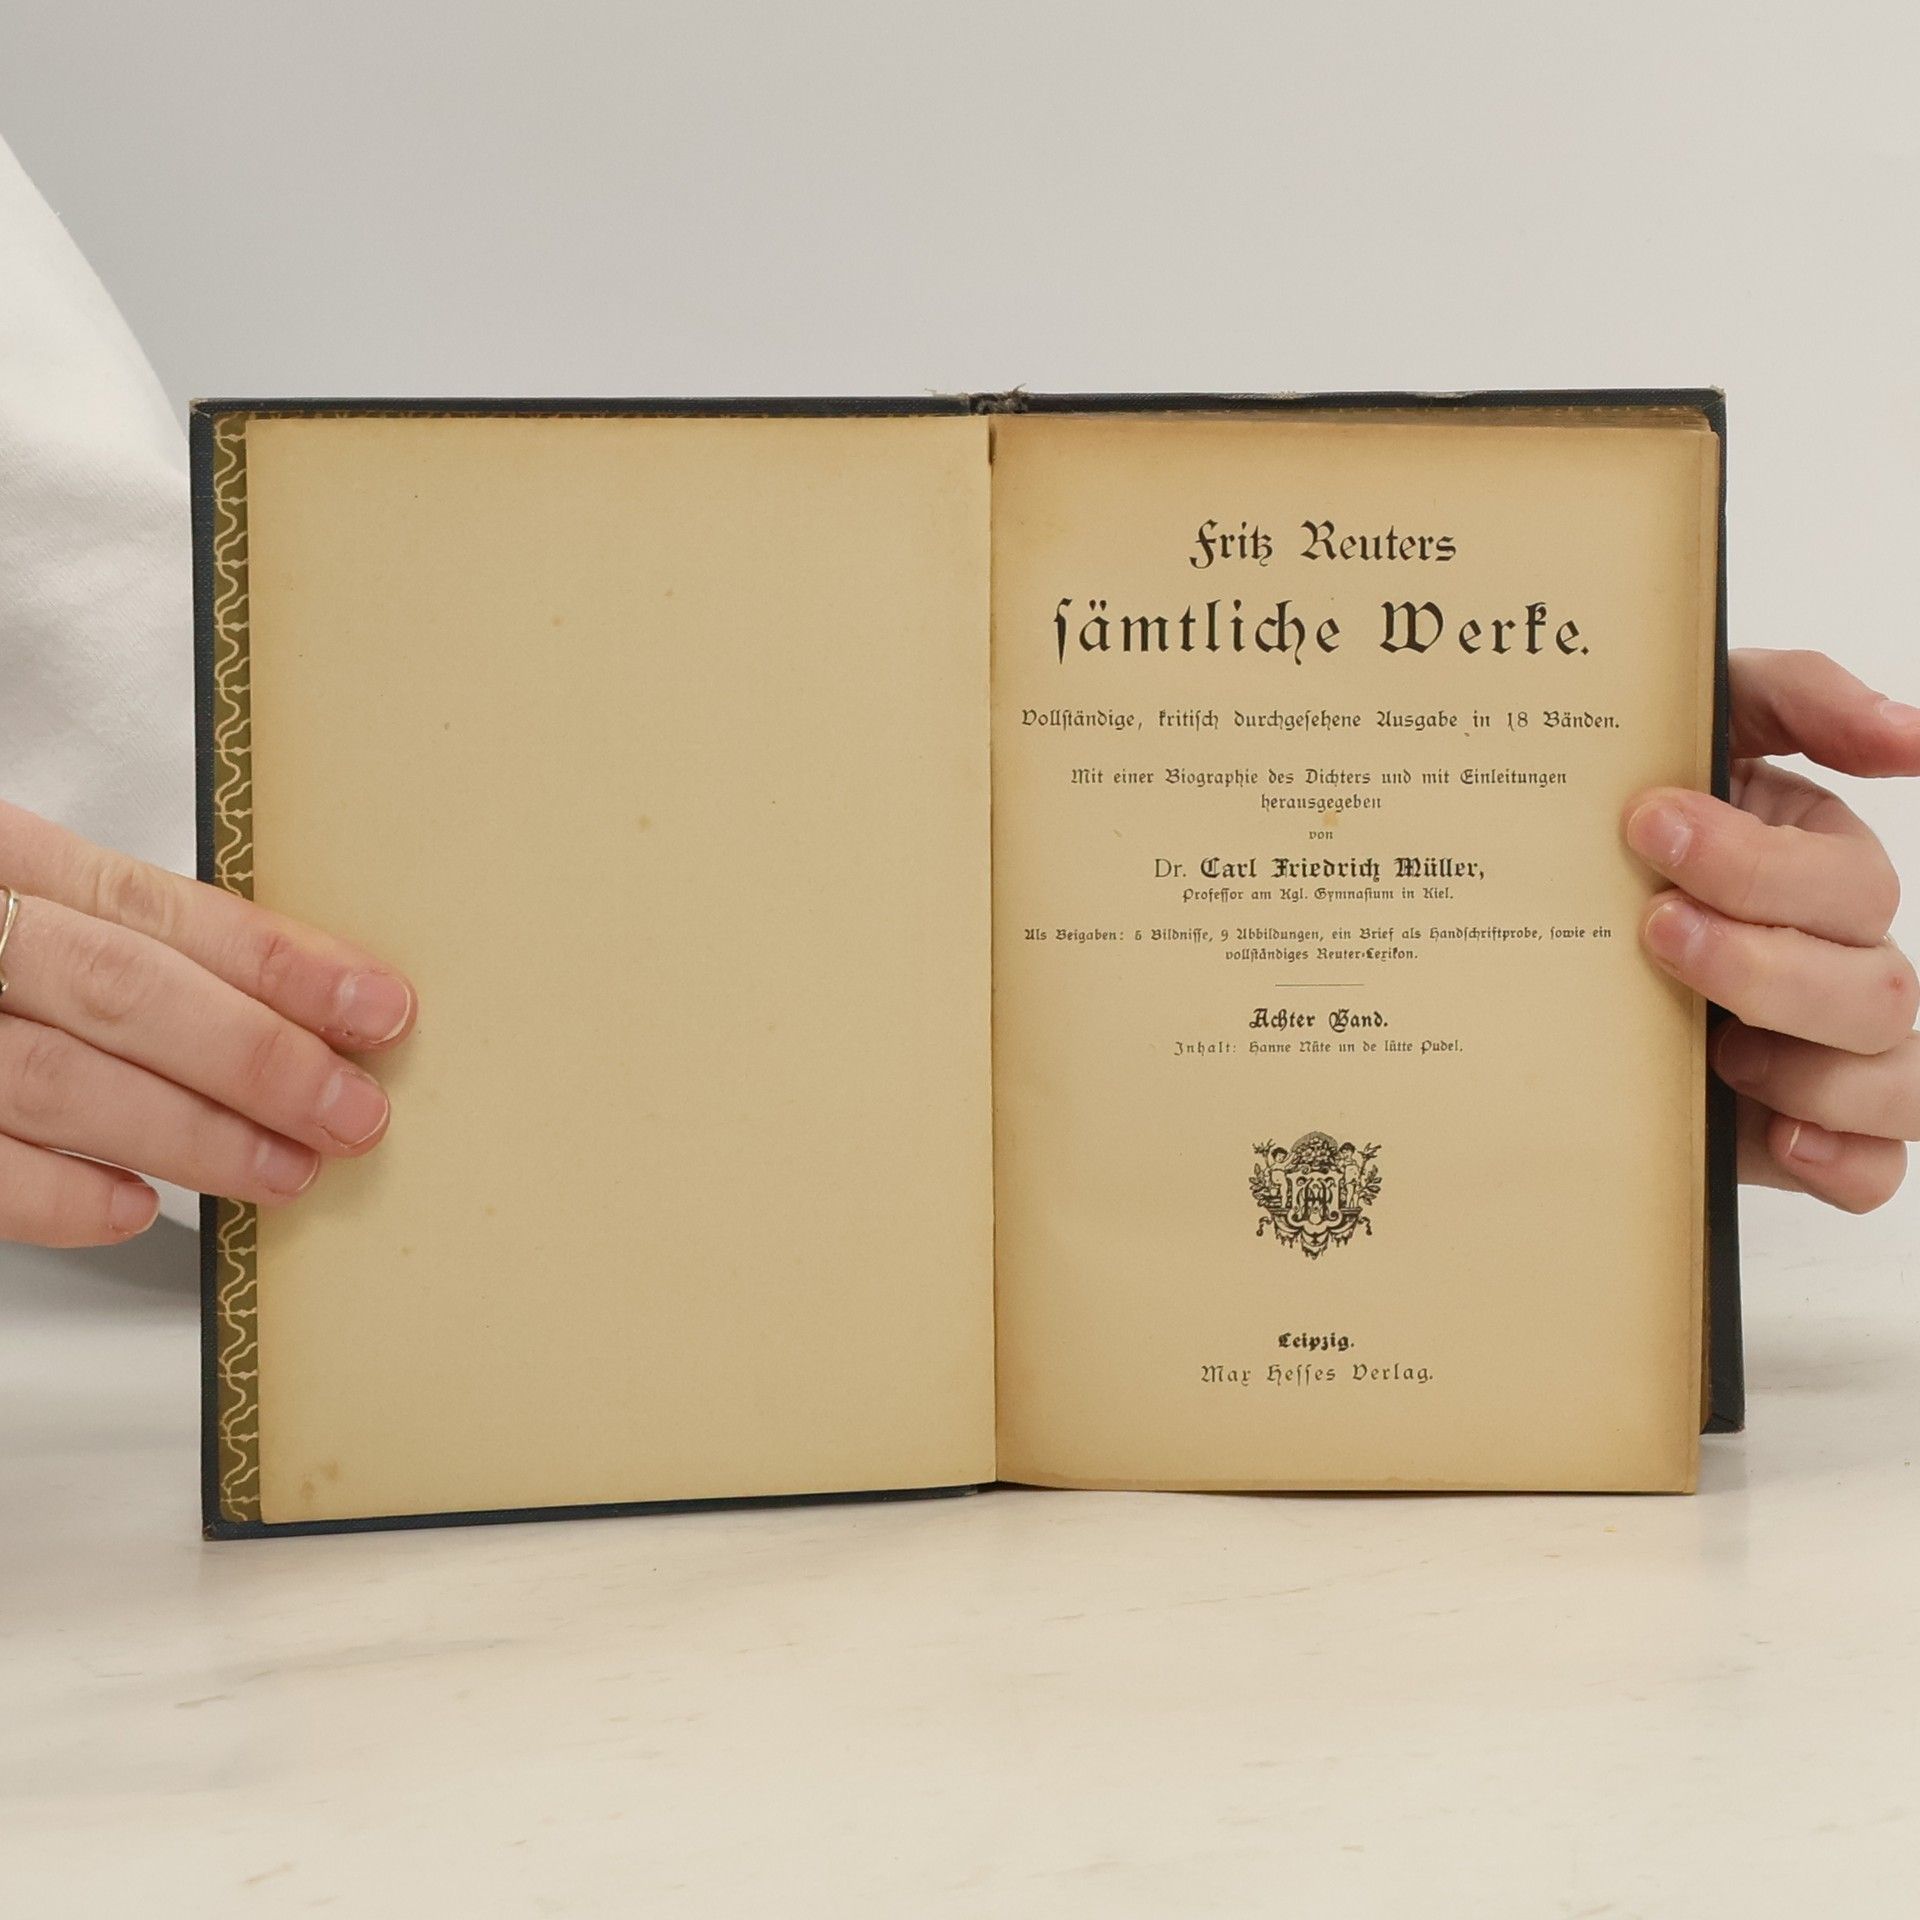 Fritz Reuters
ſämtliche Werke.
Vollſtändige, kritiſch durchgeſehene Ausgabe in 18 Bänden.
Mit einer Biographie des Dichters und mit Einleitungen
herausgegeben
von
Dr. Carl Friedrich Müller,
Profeſſor am Kgl. Gymnaſium in Kiel.
Als Beigaben: 5 Bildniſſe, 9 Abbildungen, ein Brief als Handſchriftprobe, ſowie ein
vollſtändiges Reuter-Lexikon.
Achter Band.
Inhalt: Hanne Nüte un de lütte Pudel.
Leipzig.
Max Heſſes Verlag.